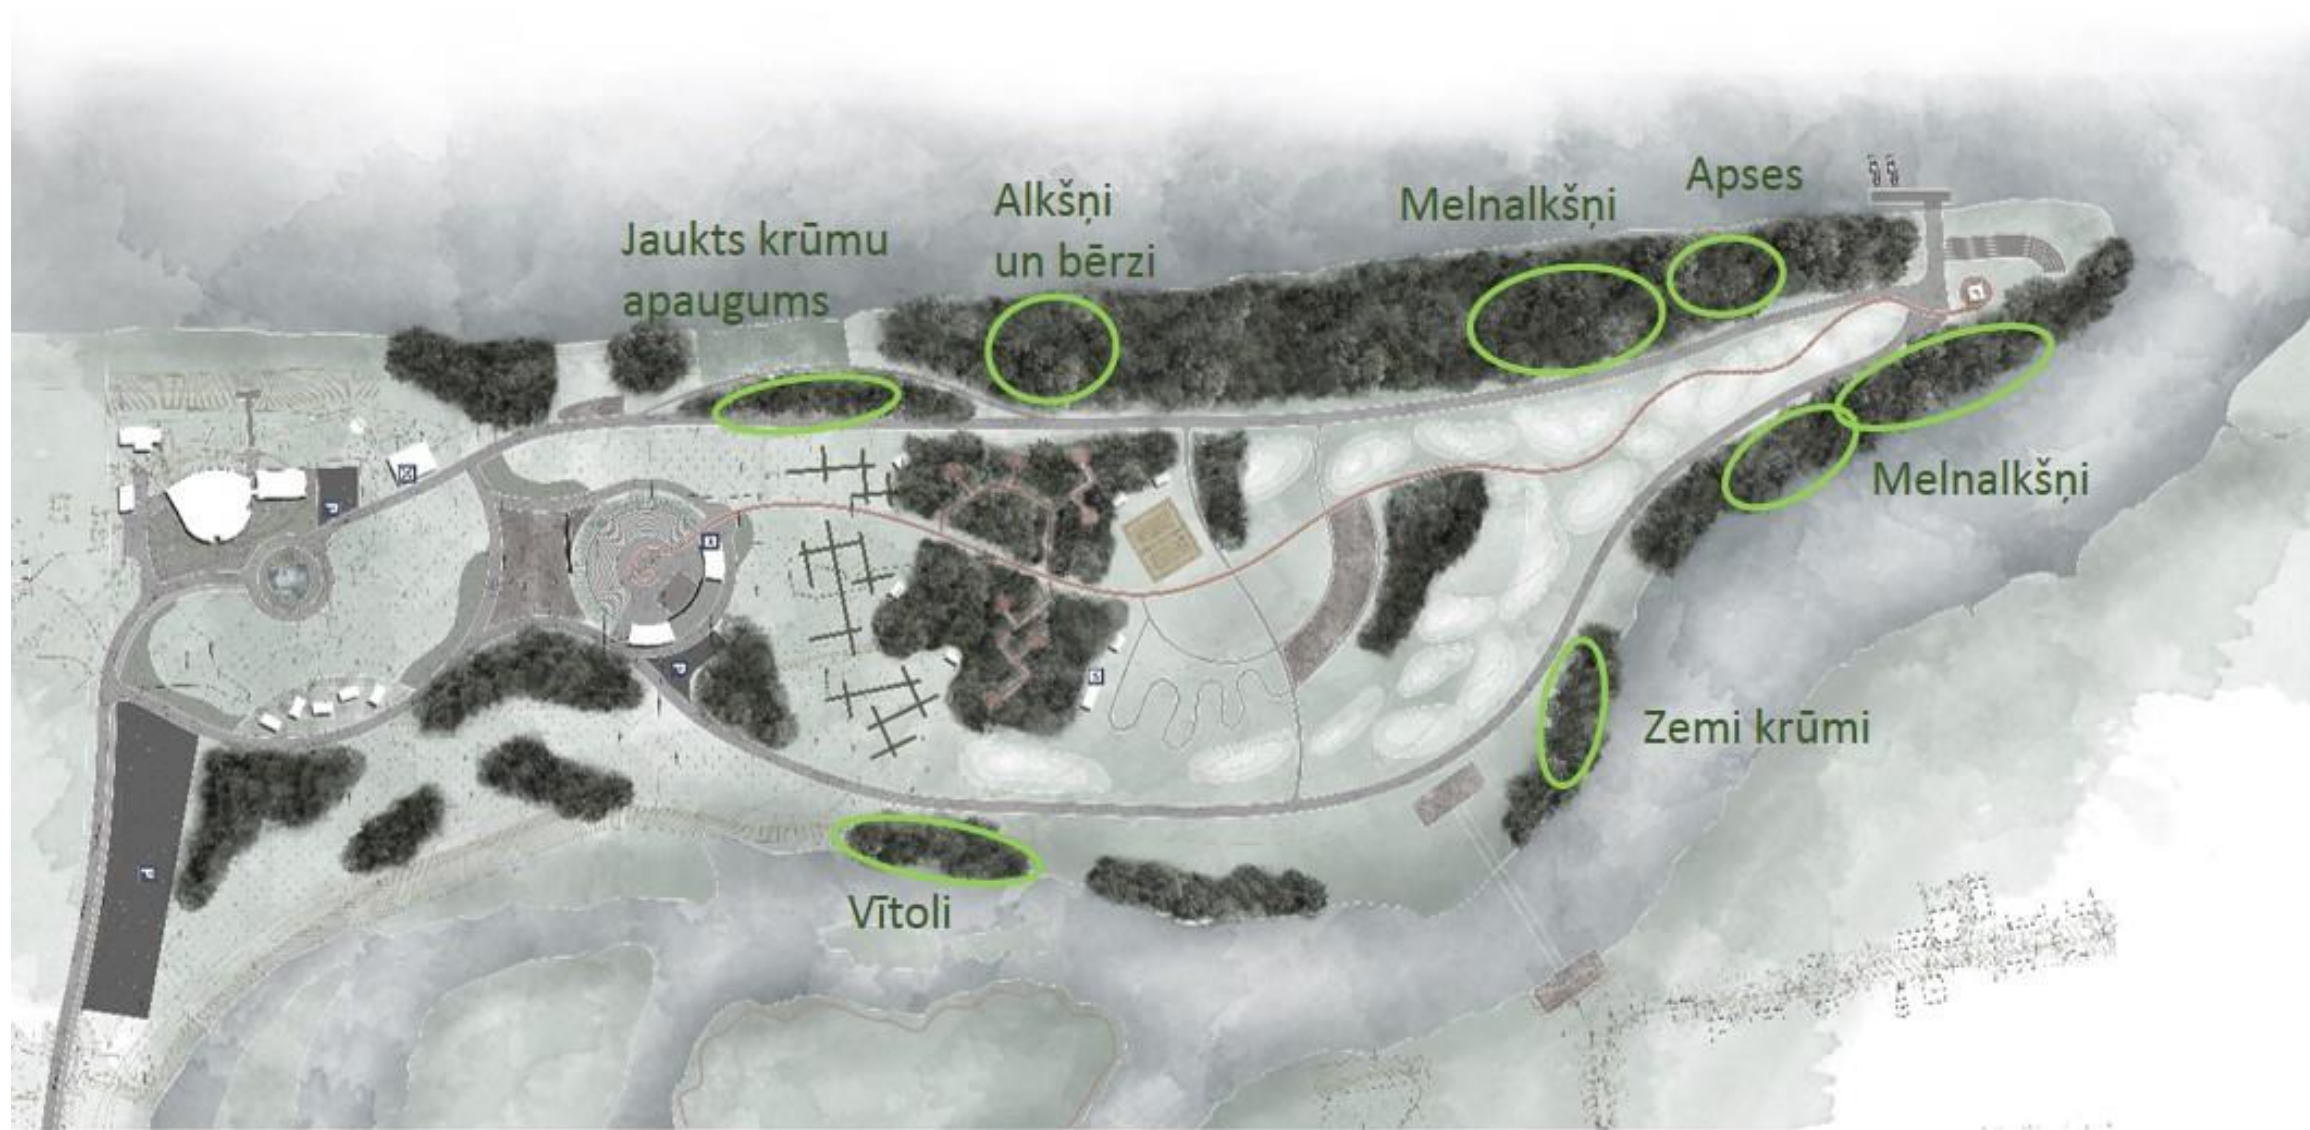 Jaukts krūmu
apaugums
Alkšņi
un bērzi
Melnalkšņi
Apses
Melnalkšņi
Zemi krūmi
Vītoli
P
P
P